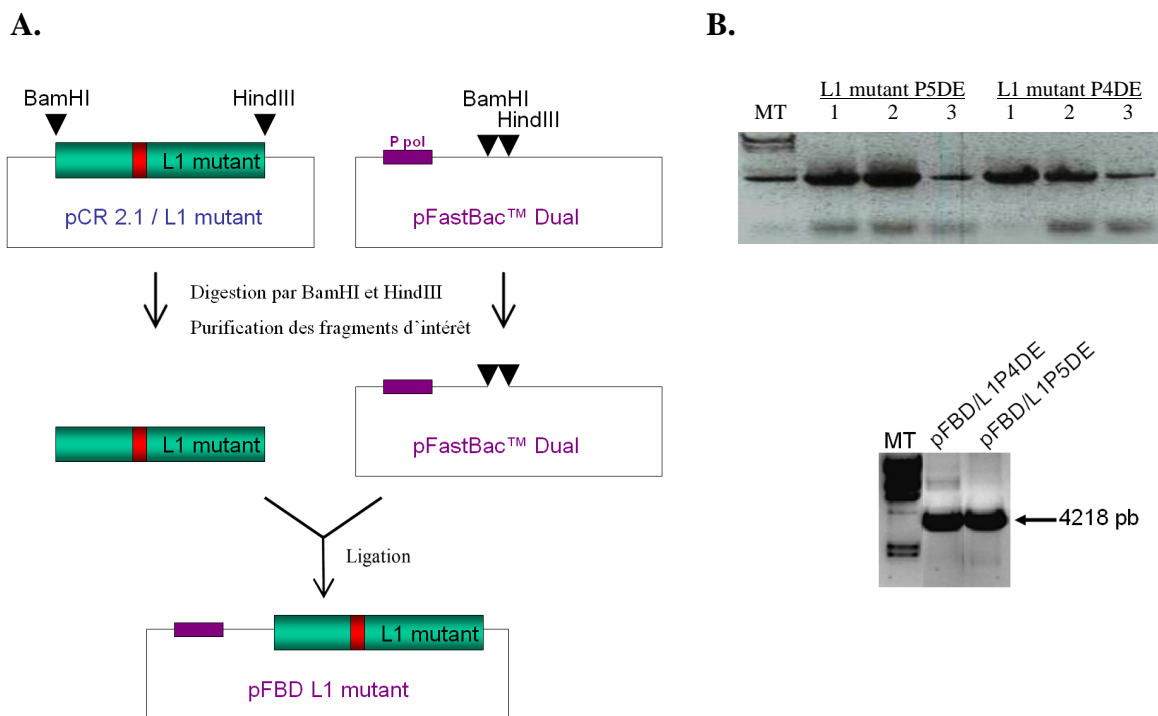 A.
BamHI
HindIII
L1 mutant
pCR 2.1 / L1 mutant
BamHI
HindIII
P pol
pFastBac™ Dual
Digestion par BamHI et HindIII
Purification des fragments d'intérêt
L1 mutant
pFastBac™ Dual
Ligation
L1 mutant
pFBD L1 mutant
B.
L1 mutant P5DE
L1 mutant P4DE
MT
1
2
3
1
2
3
MT
pFBD/L1P4DE
pFBD/L1P5DE
4218 pb